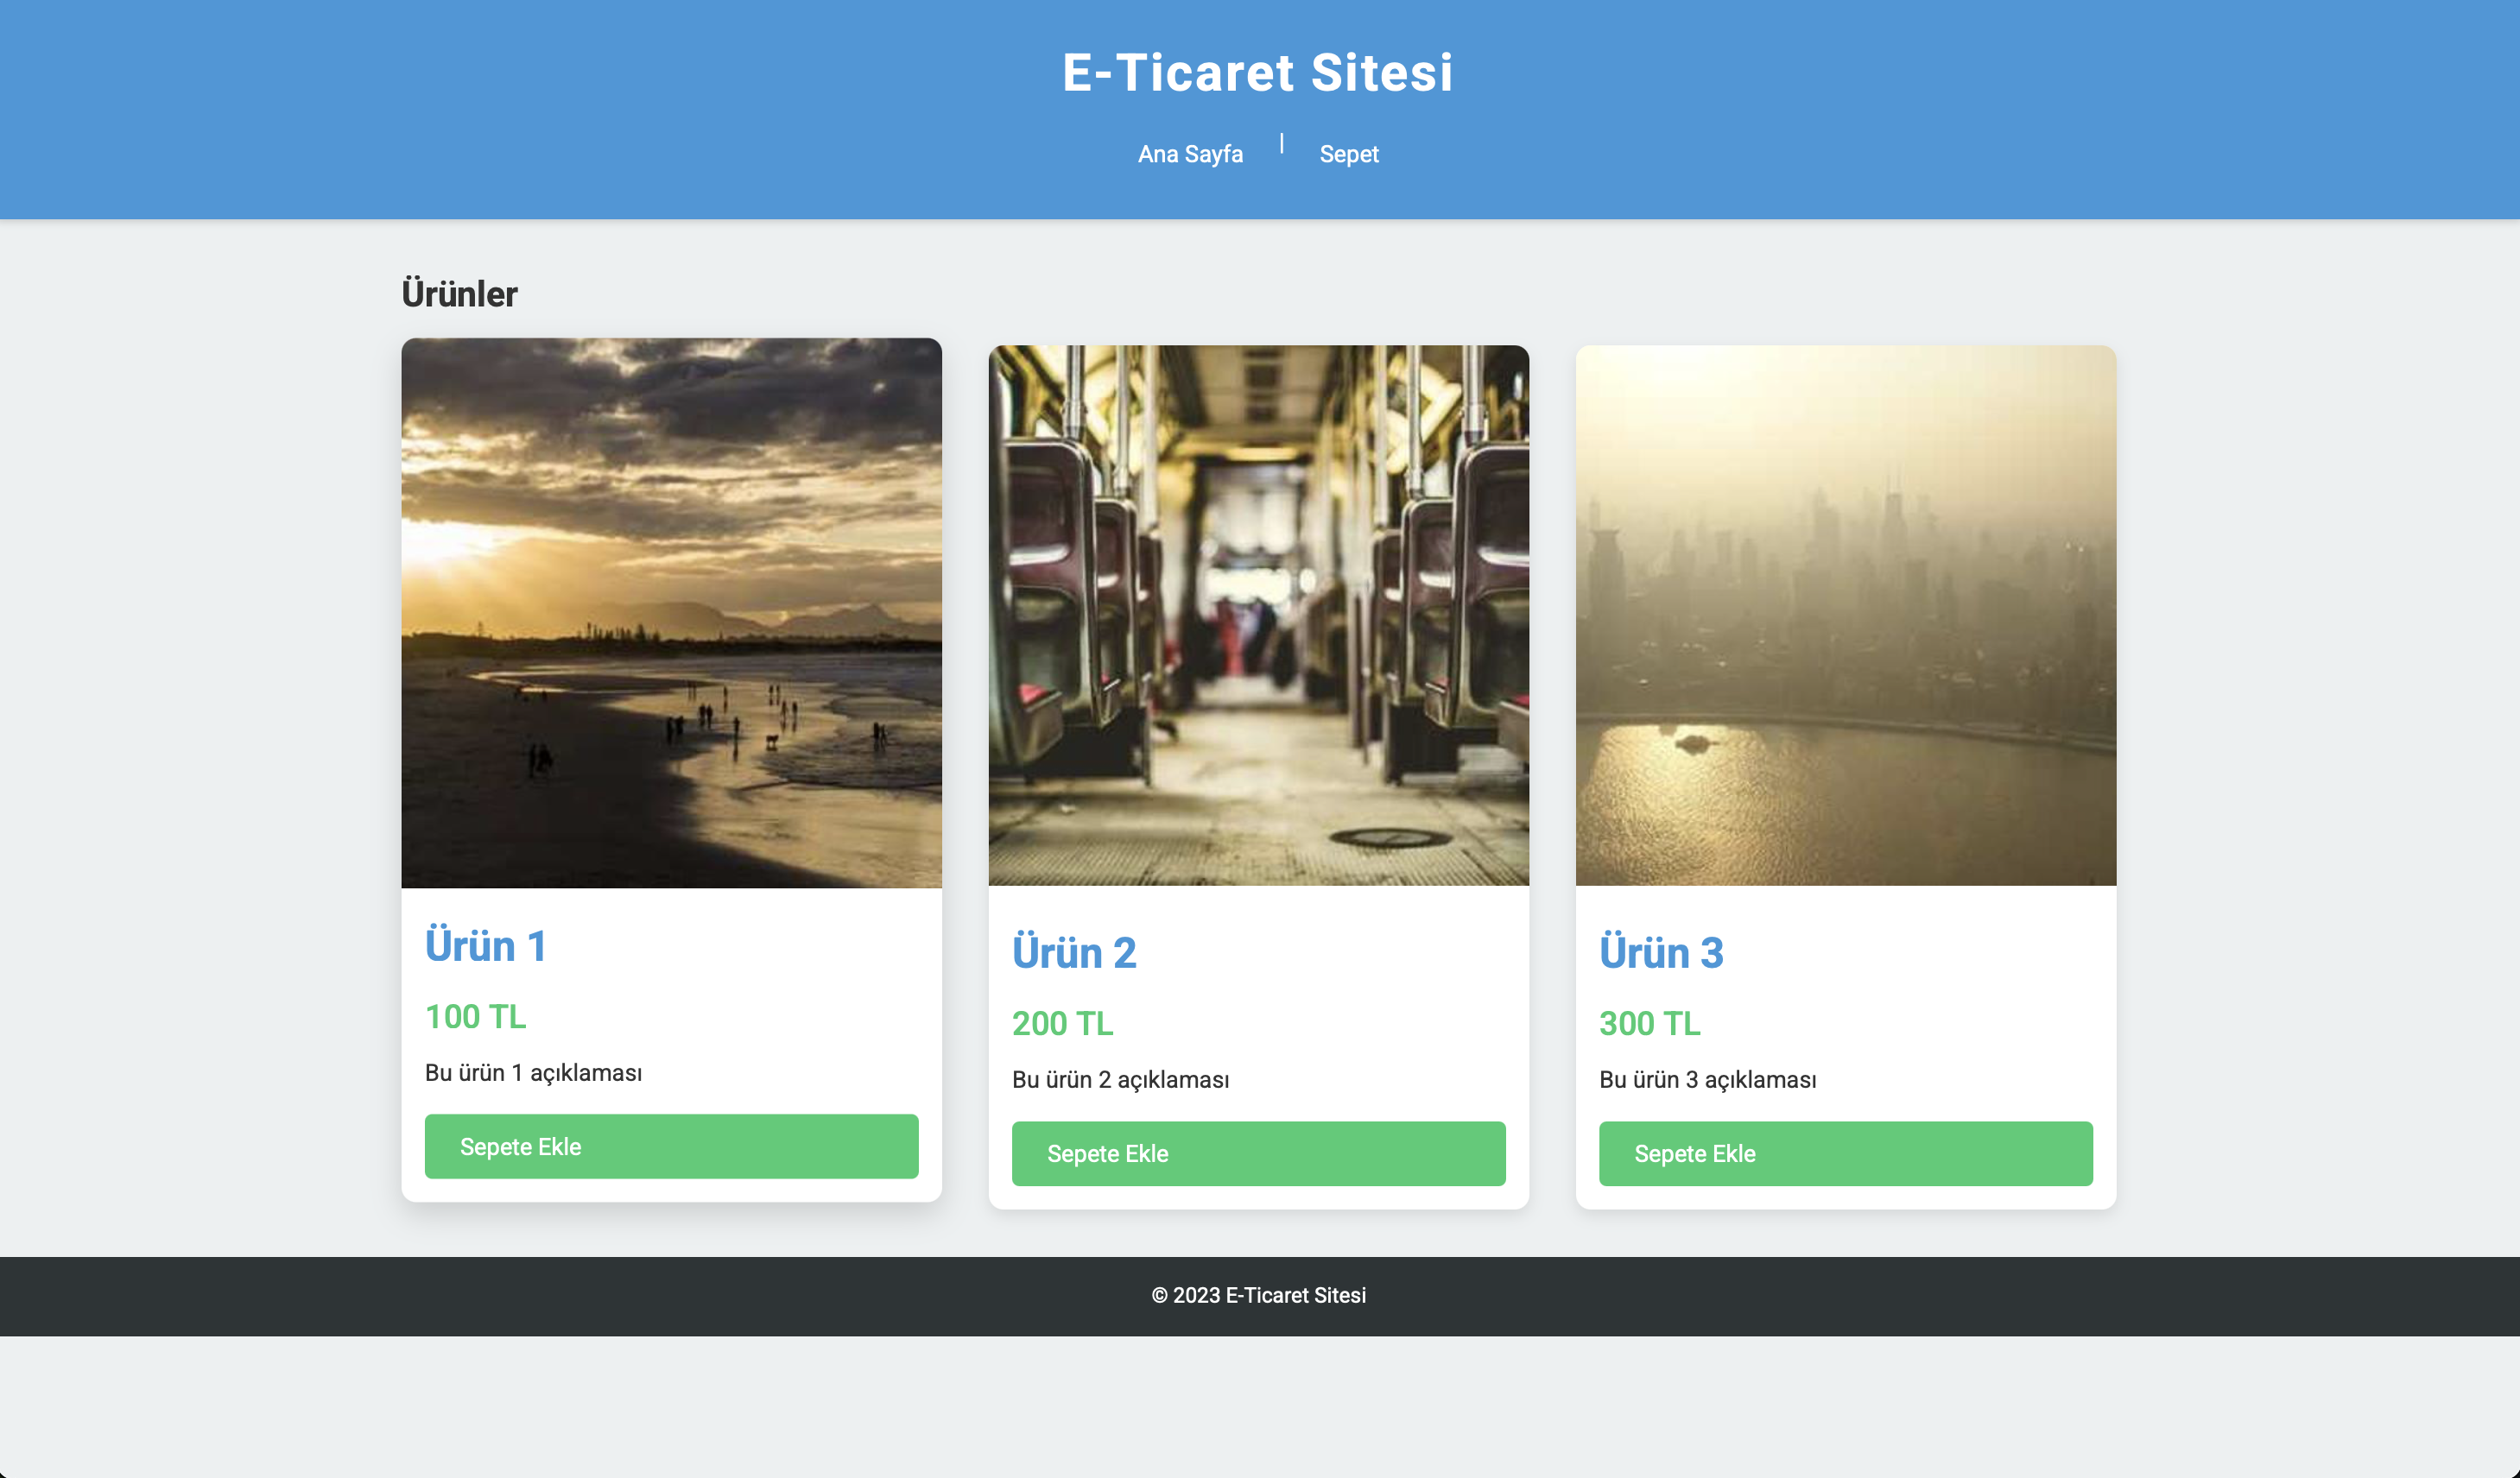 E-Ticaret Sitesi
Ana Sayfa | Sepet
Ürünler
Ürün 1
100 TL
Bu ürün 1 açıklaması
Sepete Ekle
Ürün 2
200 TL
Bu ürün 2 açıklaması
Sepete Ekle
Ürün 3
300 TL
Bu ürün 3 açıklaması
Sepete Ekle
© 2023 E-Ticaret Sitesi